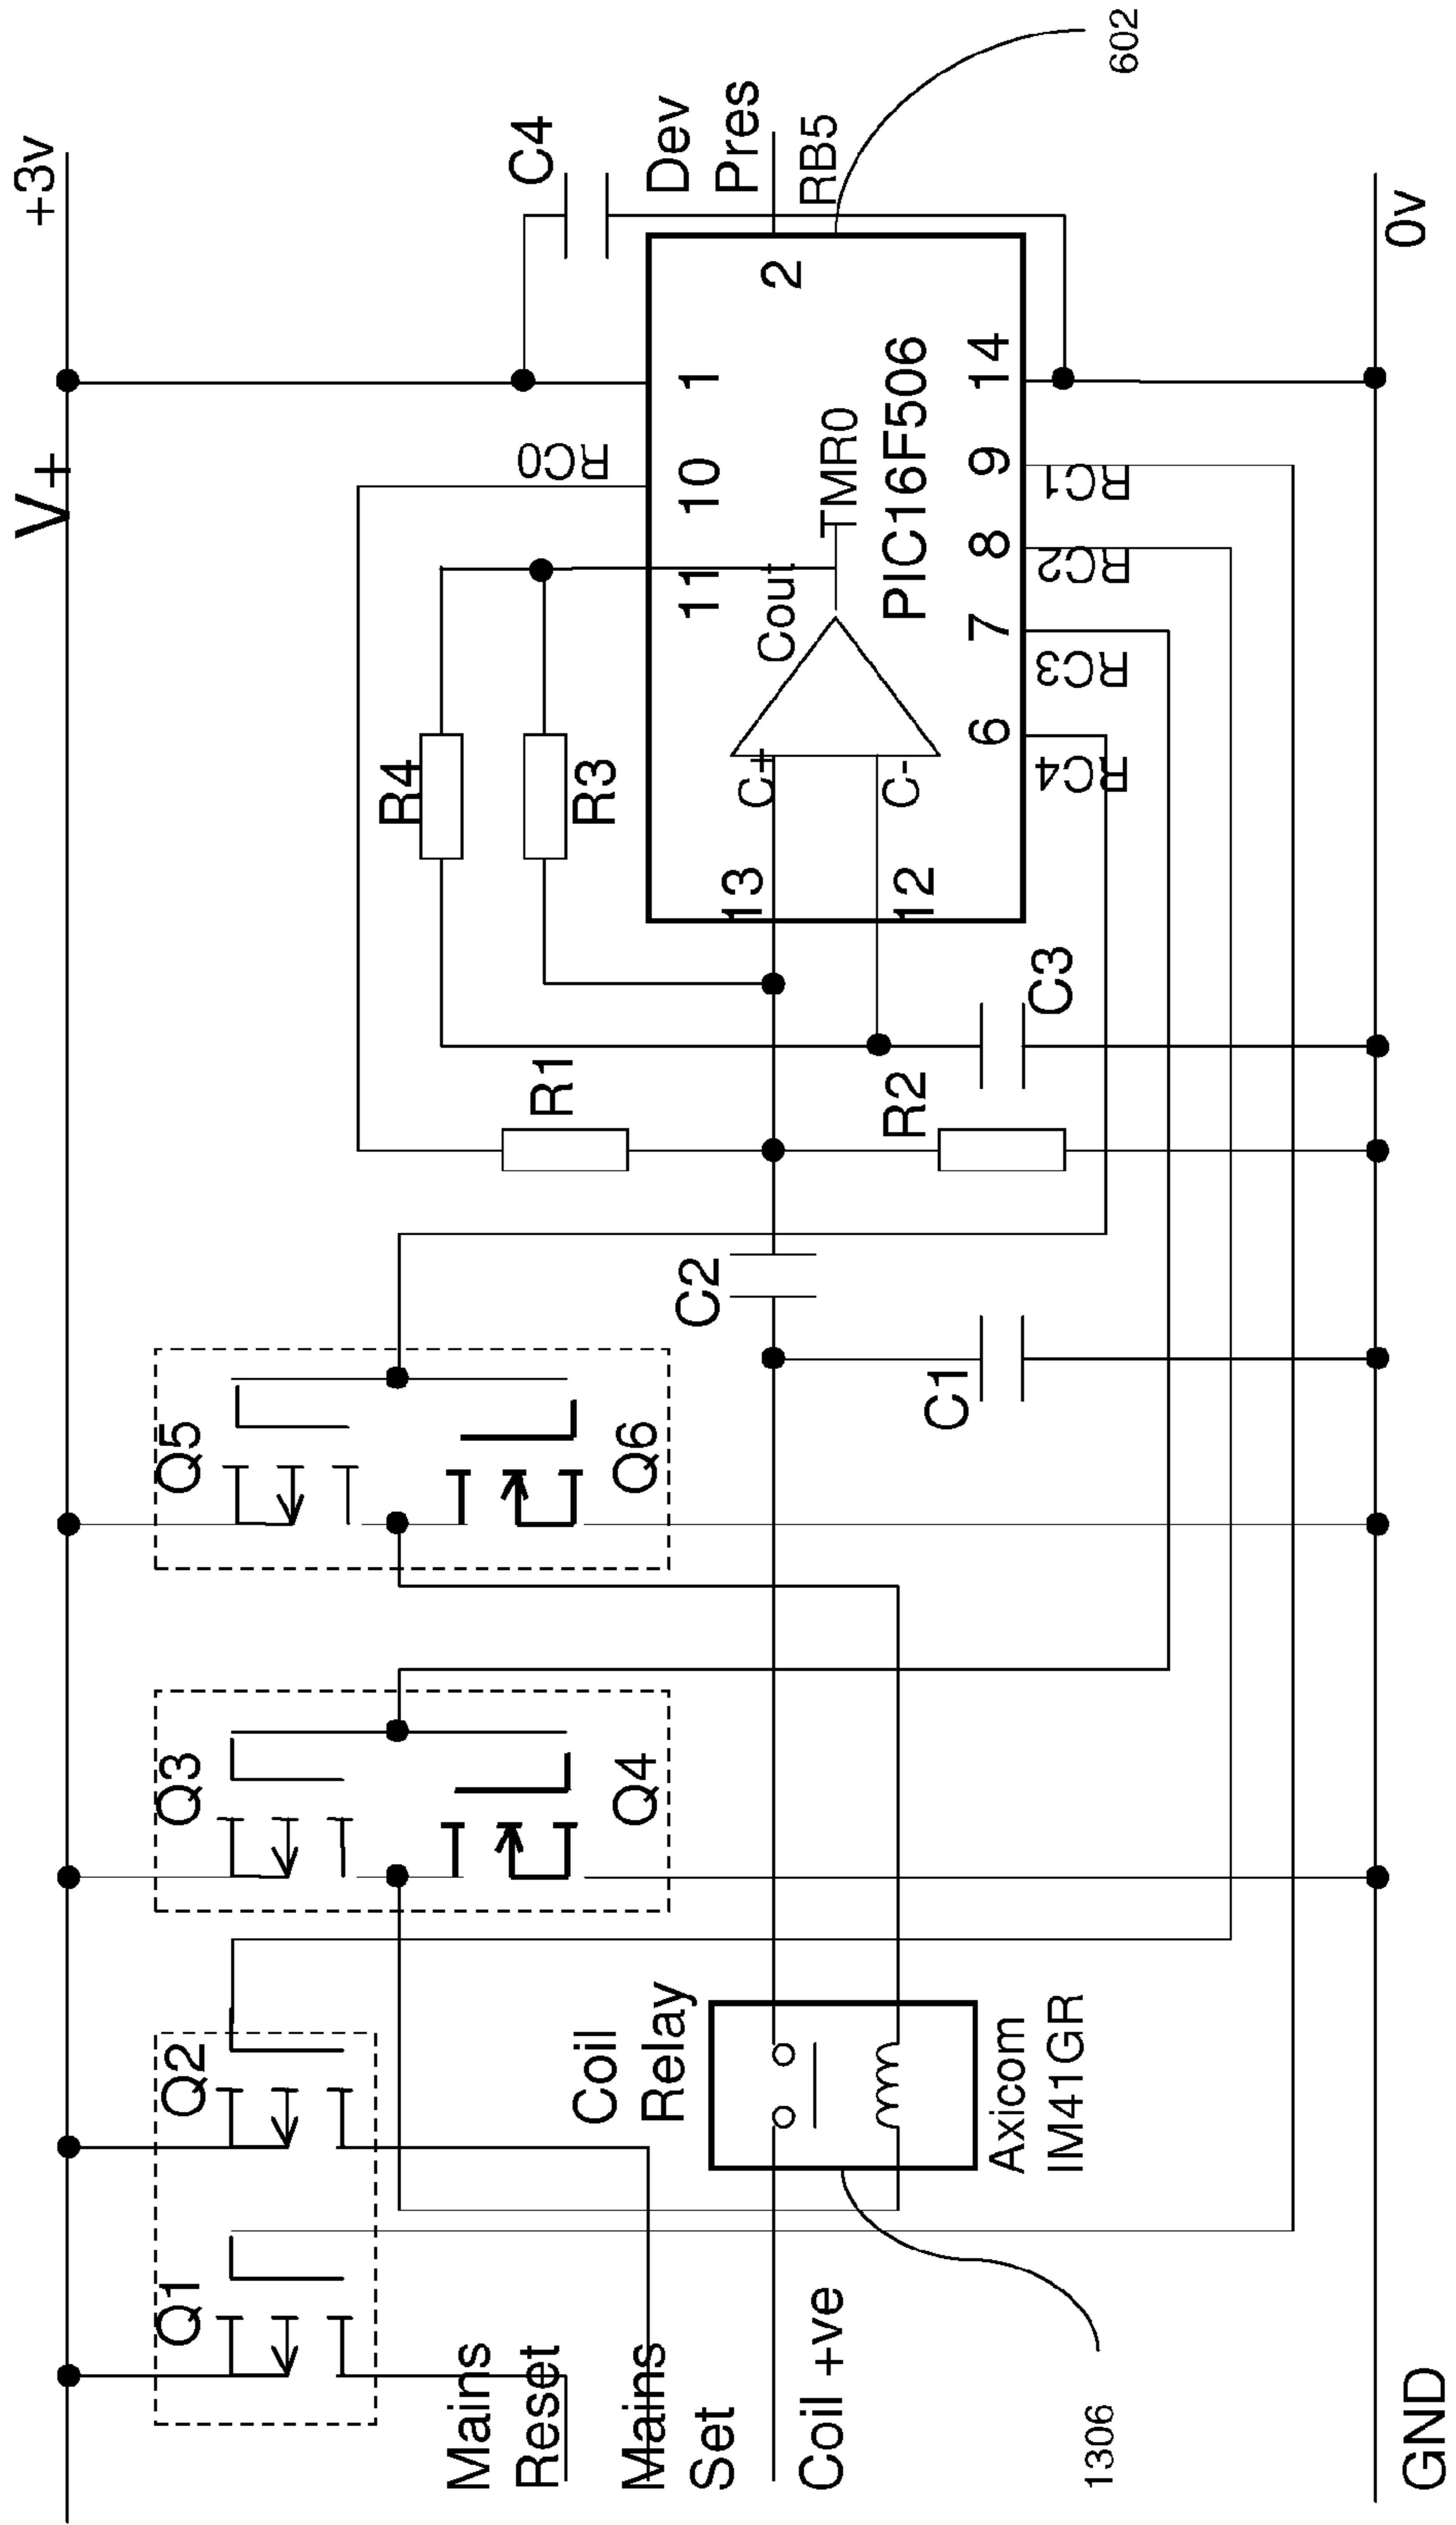 V+
+3v
Q1
Q2
Q3
Q5
Q6
Q4
Mains
Reset
Mains
Set
Coil +ve
Coil
Relay
Axicom
IM41GR
1306
C2
C1
R1
R2
C3
R4
R3
RC0
C4
Dev
Pres
RB5
602
13
12
C+
C-
Cout
TMR0
PIC16F506
11
10
1
2
6
7
8
9
14
RC4
RC3
RC2
RC1
GND
0v